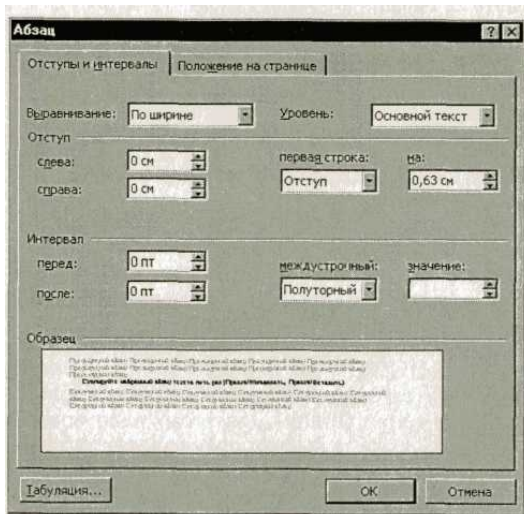 Абзац
Отступы и интервалы Положение на странице
Выравнивание: По ширине Уровень: Основной текст
Отступ
слева: 0 см первая строка: на:
справа: 0 см Отступ 0,63 см
Интервал
перед: 0 пт междустрочный: значение:
после: 0 пт Полуторный
Образец
Табуляция... ОК Отмена